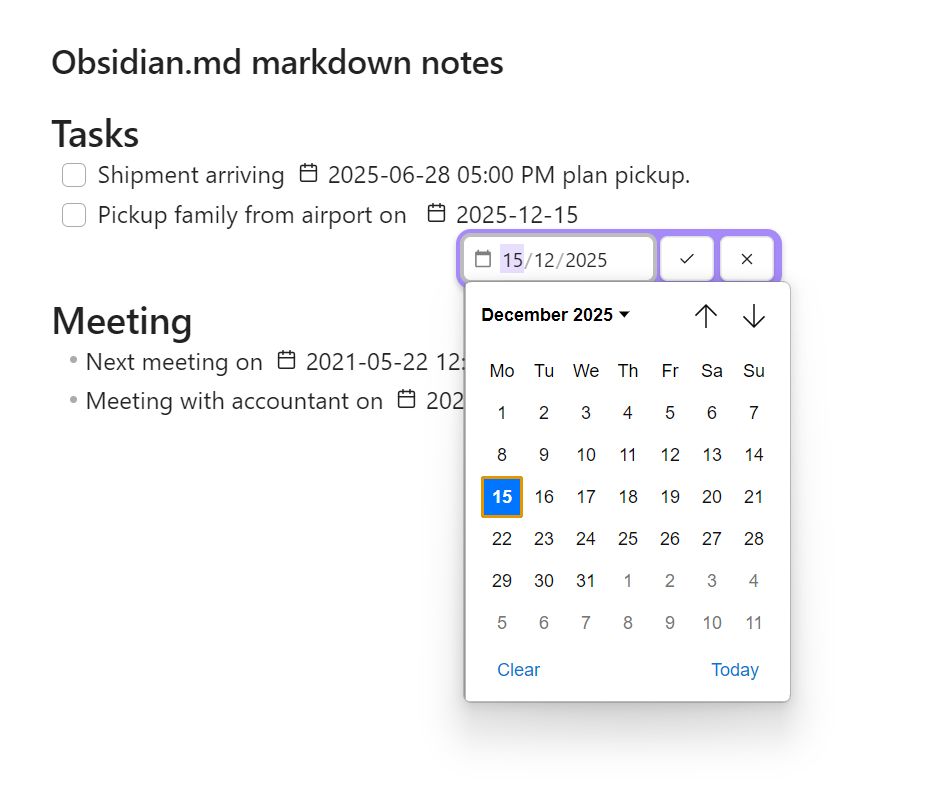 Obsidian.md markdown notes
Tasks
Shipment arriving 2025-06-28 05:00 PM plan pickup.
Pickup family from airport on 2025-12-15
15/12/2025
Meeting
Next meeting on 2021-05-22 12:
Meeting with accountant on 202
December 2025
Mo Tu We Th Fr Sa Su
1 2 3 4 5 6 7
8 9 10 11 12 13 14
15 16 17 18 19 20 21
22 23 24 25 26 27 28
29 30 31 1 2 3 4
5 6 7 8 9 10 11
Clear Today